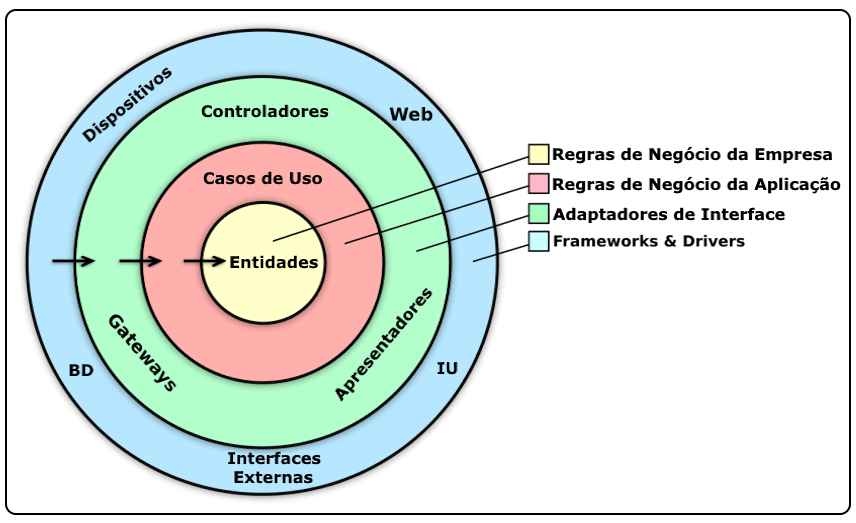 Dispositivos
Controladores
Web
Casos de Uso
Entidades
Gateways
Apresentadores
BD
IU
Interfaces
Externas
Regras de Negócio da Empresa
Regras de Negócio da Aplicação
Adaptadores de Interface
Frameworks & Drivers